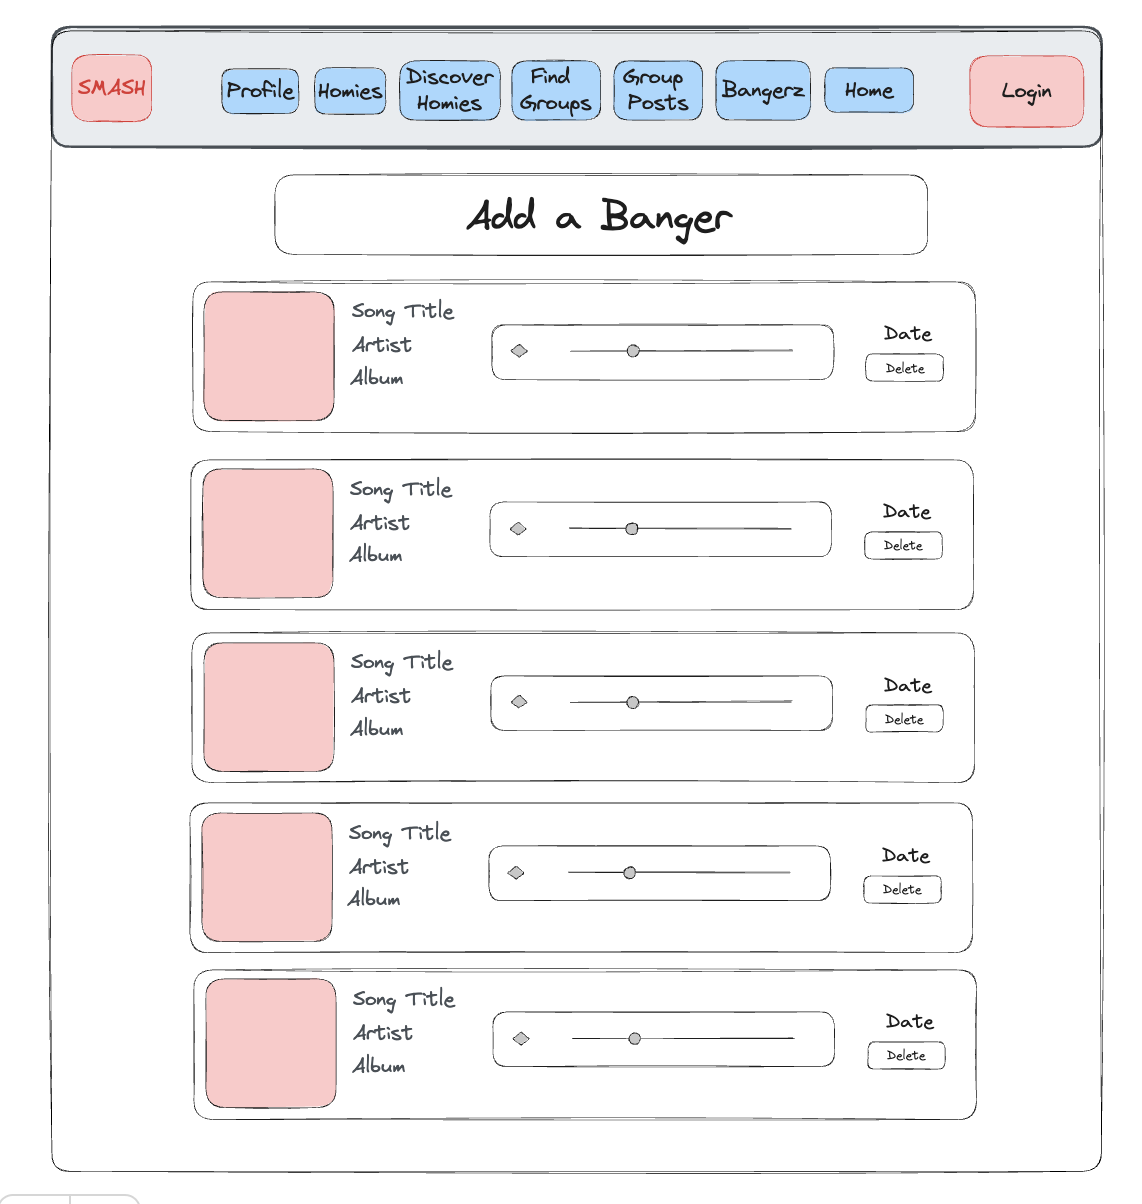 SMASH
Profile
Homies
Discover
Homies
Find
Groups
Group
Posts
Bangerz
Home
Login
Add a Banger
Song Title
Artist
Album
Date
Delete
Song Title
Artist
Album
Date
Delete
Song Title
Artist
Album
Date
Delete
Song Title
Artist
Album
Date
Delete
Song Title
Artist
Album
Date
Delete